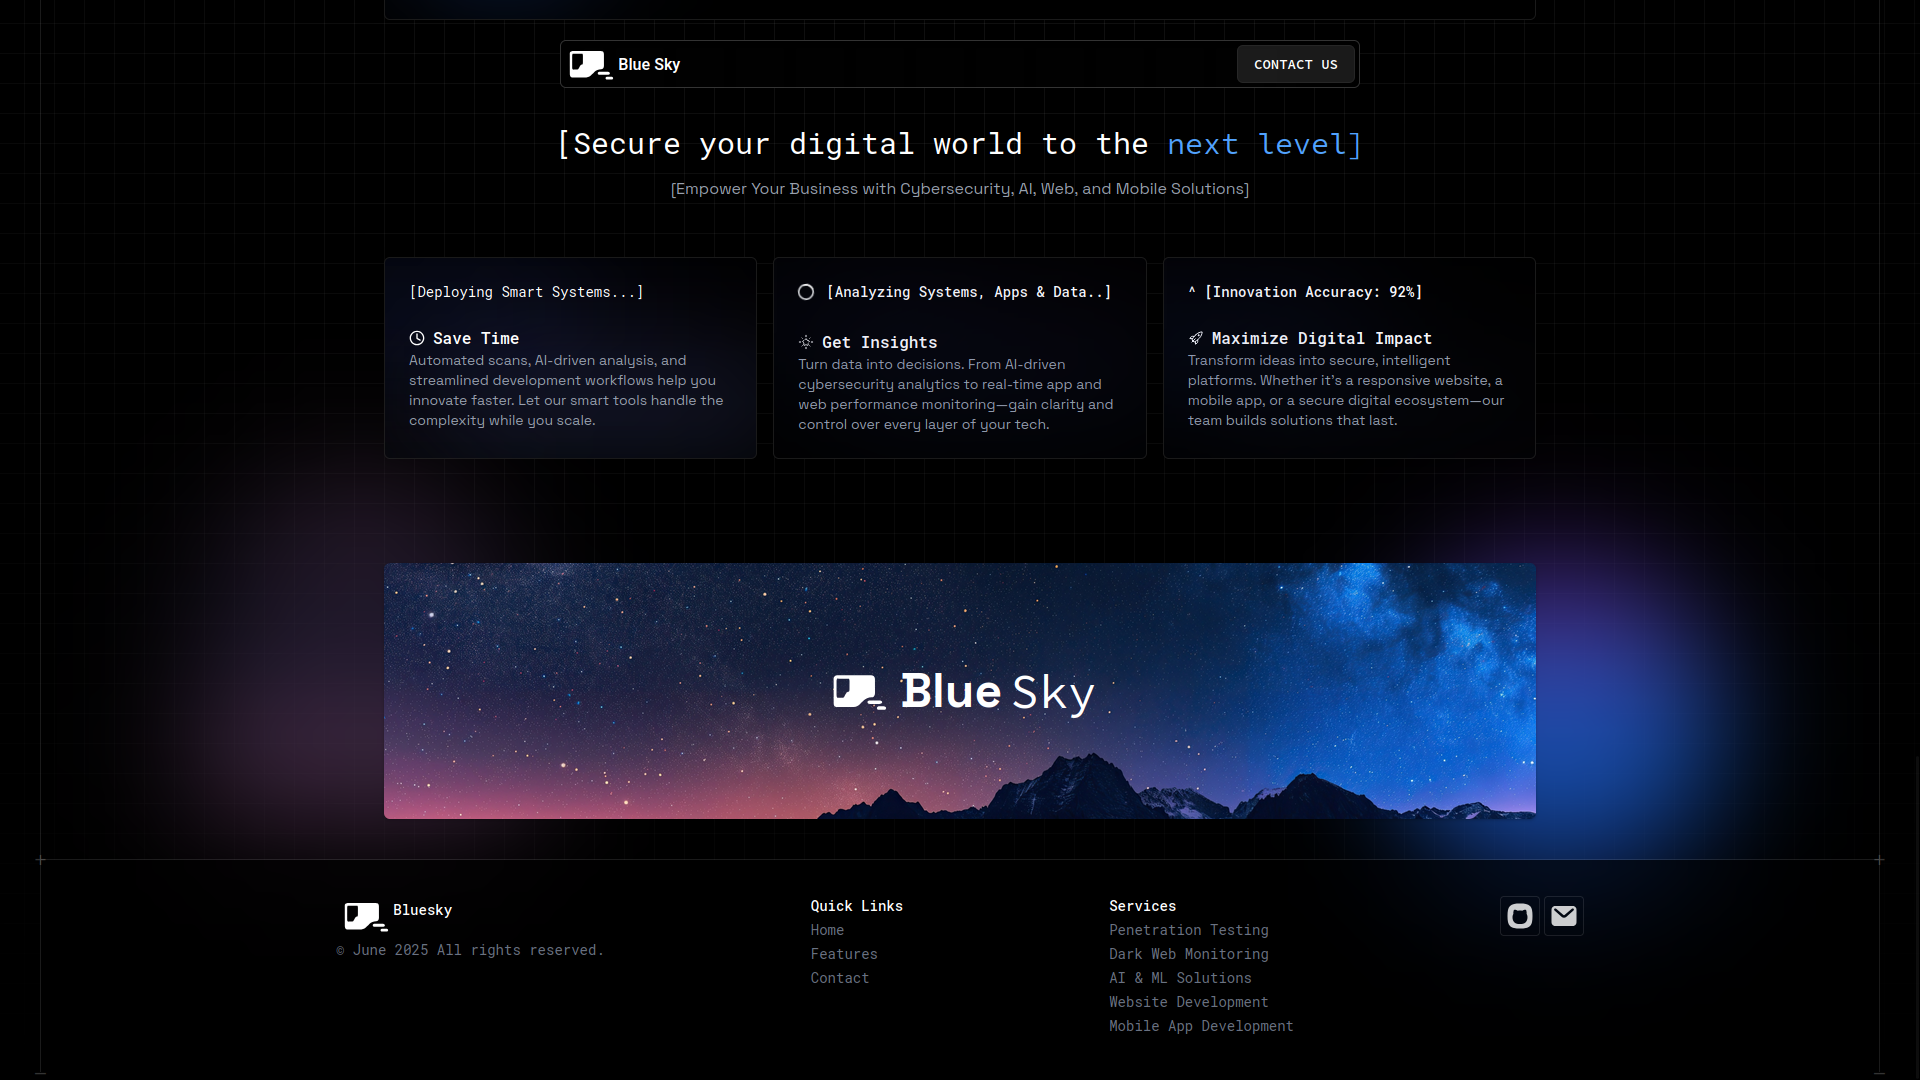 Blue Sky
CONTACT US
[Secure your digital world to the next level]
[Empower Your Business with Cybersecurity, AI, Web, and Mobile Solutions]
[Deploying Smart Systems...]
Save Time
Automated scans, AI-driven analysis, and
streamlined development workflows help you
innovate faster. Let our smart tools handle the
complexity while you scale.
[Analyzing Systems, Apps & Data..]
Get Insights
Turn data into decisions. From AI-driven
cybersecurity analytics to real-time app and
web performance monitoring—gain clarity and
control over every layer of your tech.
^ [Innovation Accuracy: 92%]
Maximize Digital Impact
Transform ideas into secure, intelligent
platforms. Whether it's a responsive website, a
mobile app, or a secure digital ecosystem—our
team builds solutions that last.
Blue Sky
Bluesky
© June 2025 All rights reserved.
Quick Links
Home
Features
Contact
Services
Penetration Testing
Dark Web Monitoring
AI & ML Solutions
Website Development
Mobile App Development